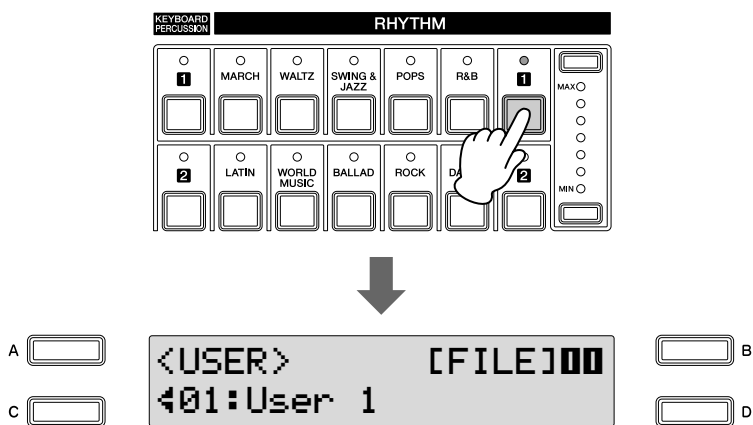 KEYBOARD
PERCUSSION
RHYTHM
1 MARCH WALTZ SWING & JAZZ POPS R&B 1
MAX
2 LATIN WORLD MUSIC BALLAD ROCK 2
MIN
A
<USER> [FILE]
B
C
◀01:User 1
D